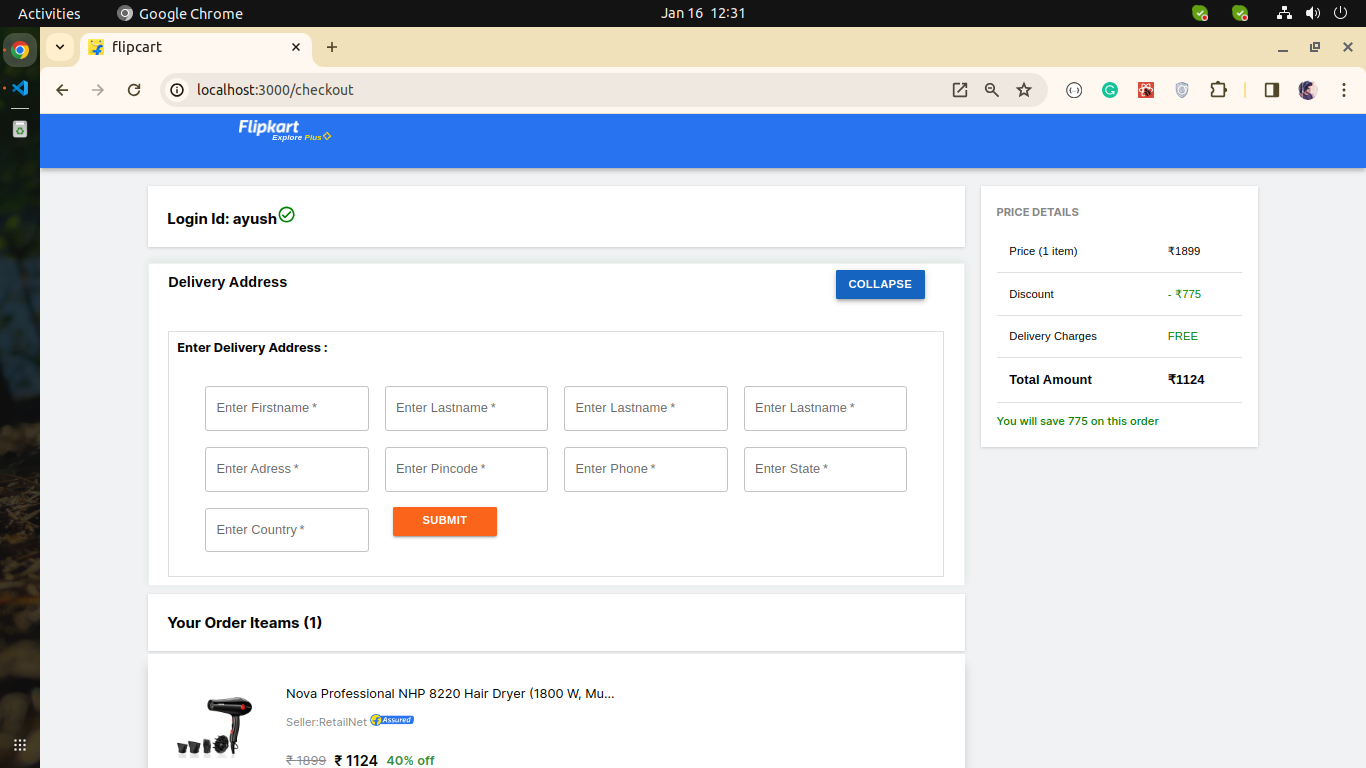 Activities Google Chrome Jan 16 12:31
flipcart
localhost:3000/checkout
Flipkart
Explore Plus
Login Id: ayush
Delivery Address COLLAPSE
Enter Delivery Address :
Enter Firstname * Enter Lastname * Enter Lastname * Enter Lastname *
Enter Adress * Enter Pincode * Enter Phone * Enter State *
Enter Country * SUBMIT
Your Order Iteams (1)
Nova Professional NHP 8220 Hair Dryer (1800 W, Mu...
Seller:RetailNet Assured
₹ 1899 ₹ 1124 40% off
PRICE DETAILS
Price (1 item) ₹1899
Discount - ₹775
Delivery Charges FREE
Total Amount ₹1124
You will save 775 on this order